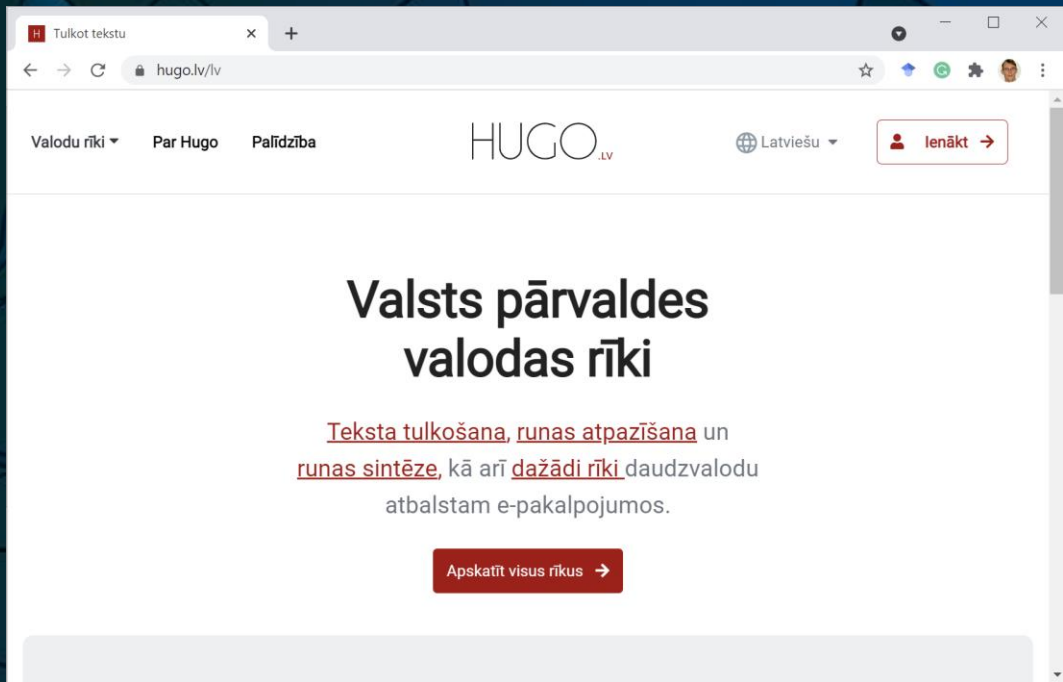 H Tulkot tekstu
hugo.lv/lv
Valodu rīki Par Hugo Palīdzība HUGO.LV Latviešu Ienākt
Valsts pārvaldes
valodas rīki
Teksta tulkošana, runas atpazīšana un
runas sintēze, kā arī dažādi rīki daudzvalodu
atbalstam e-pakalpojumos.
Apskatīt visus rīkus